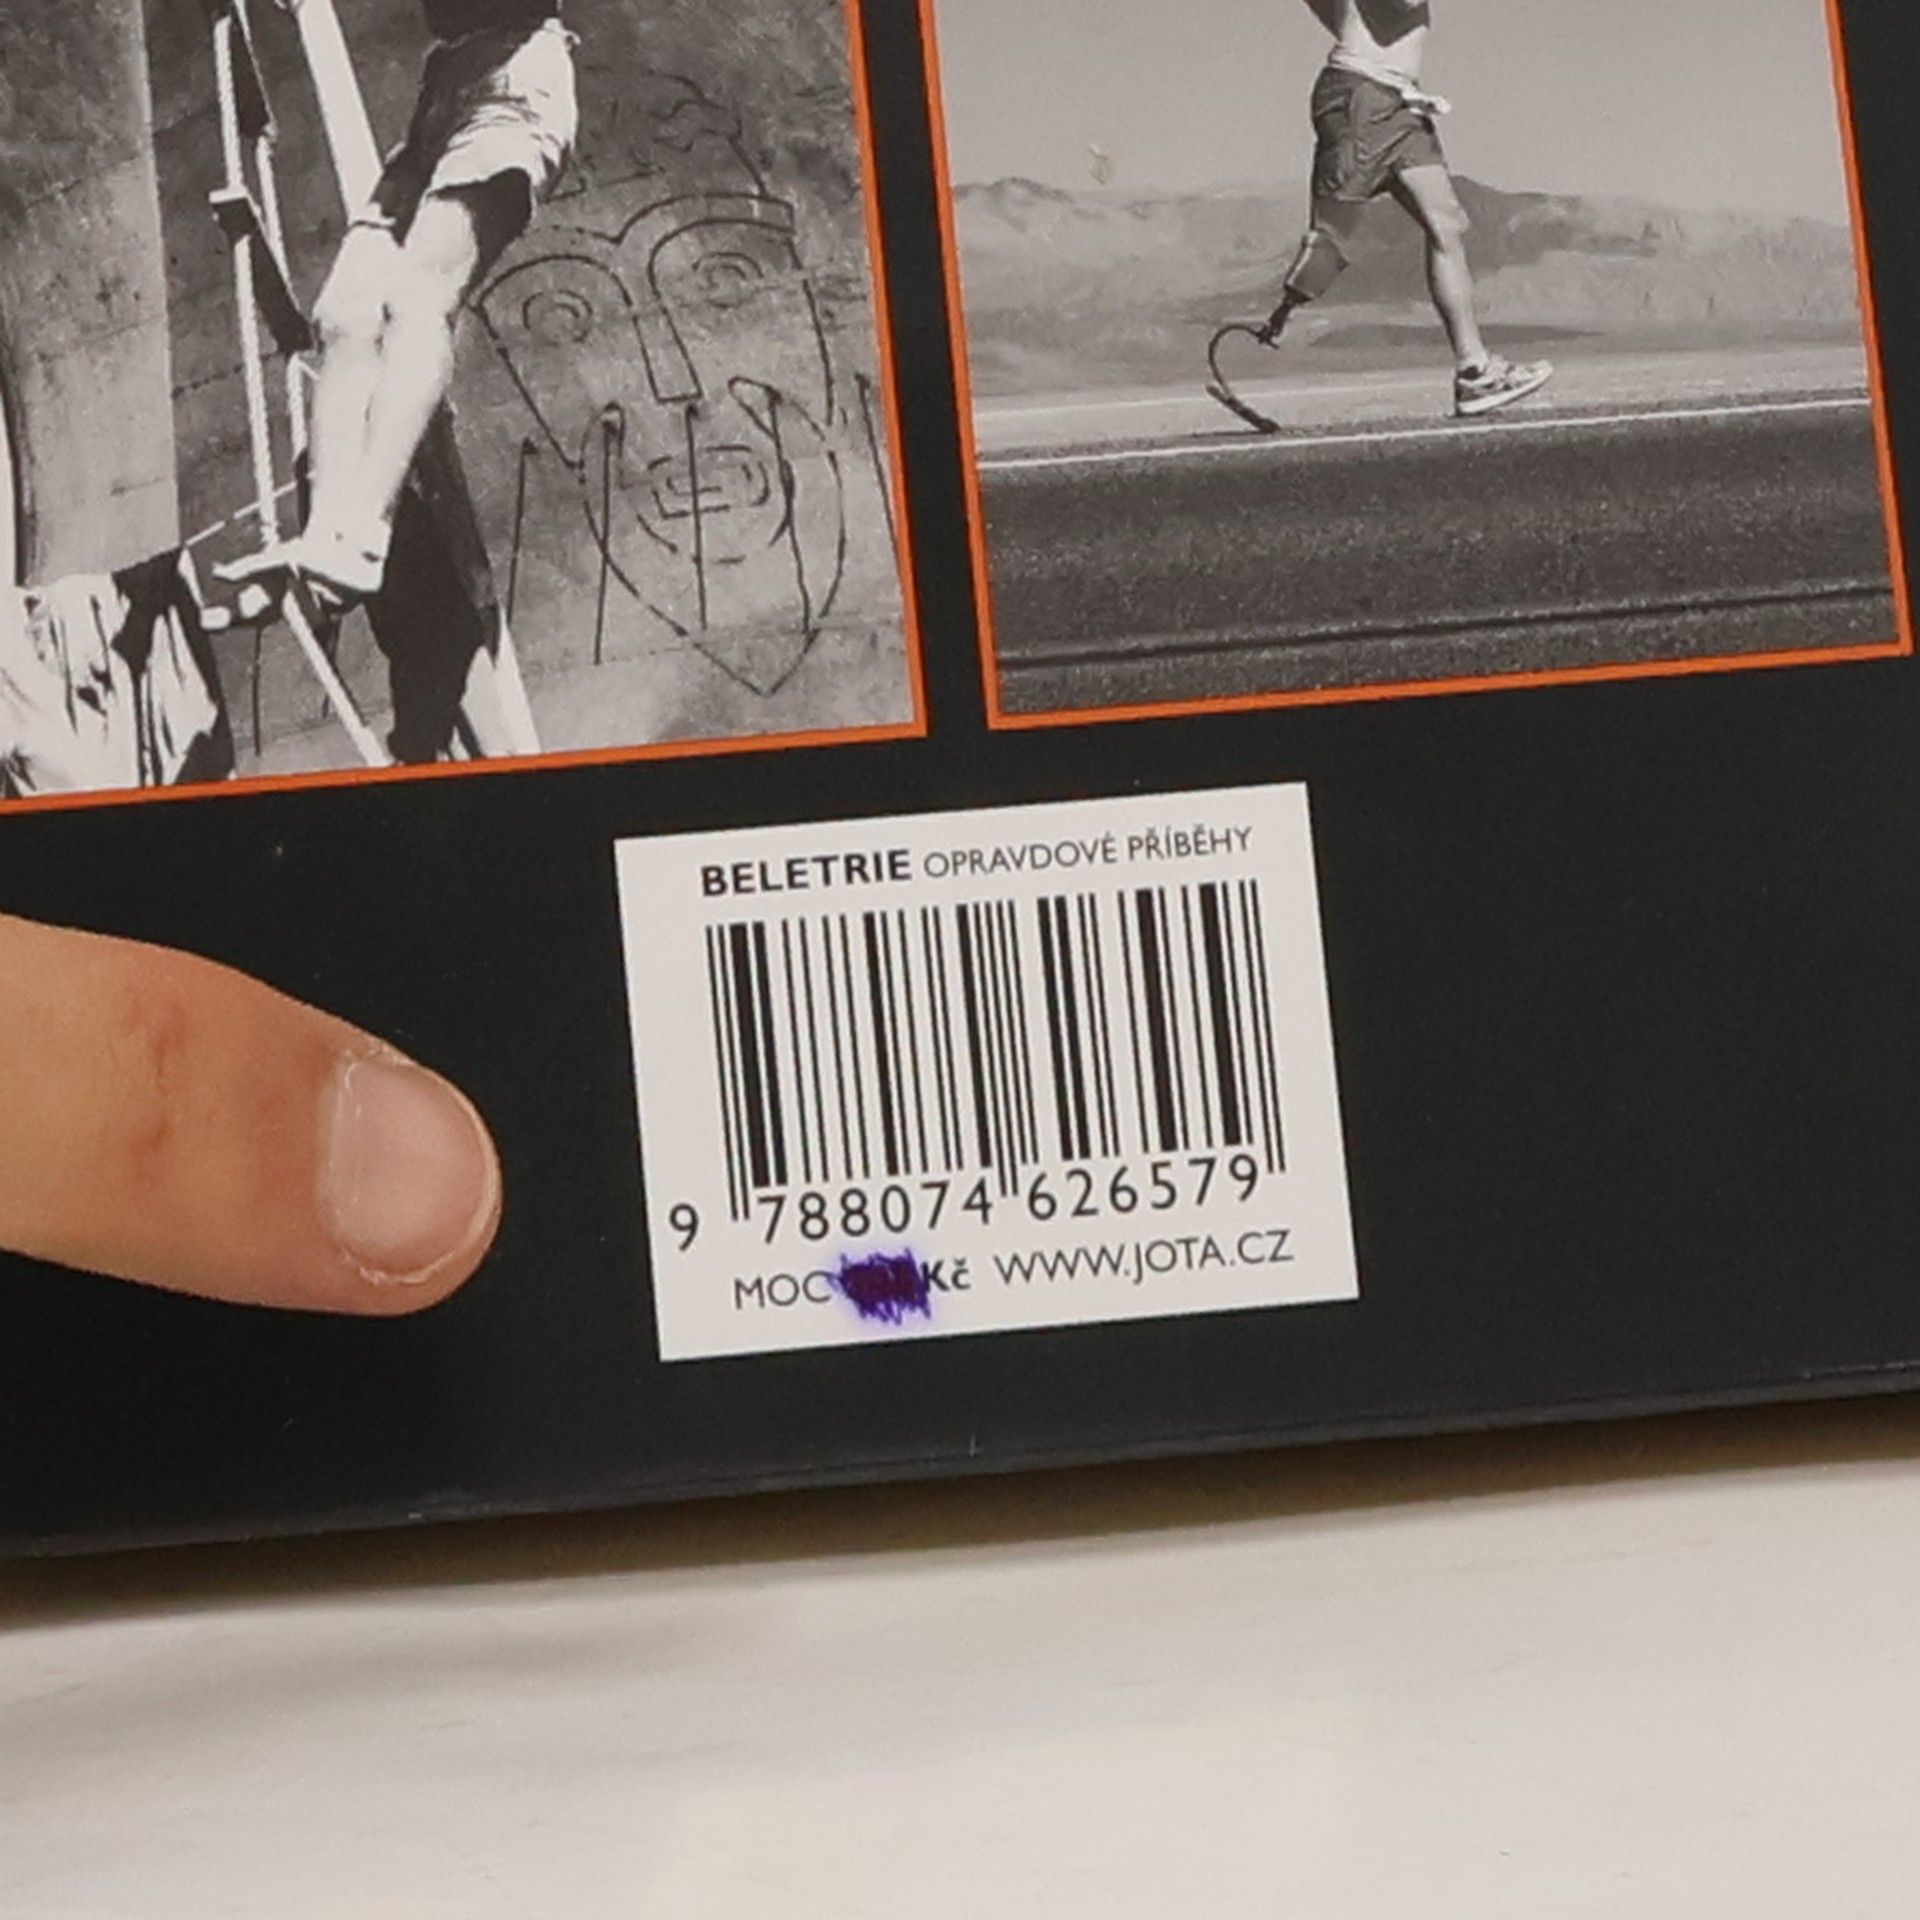 BELETRIE OPRAVDOVÉ PŘÍBĚHY
9 788074 626579
MOC Kč WWW.JOTA.CZ